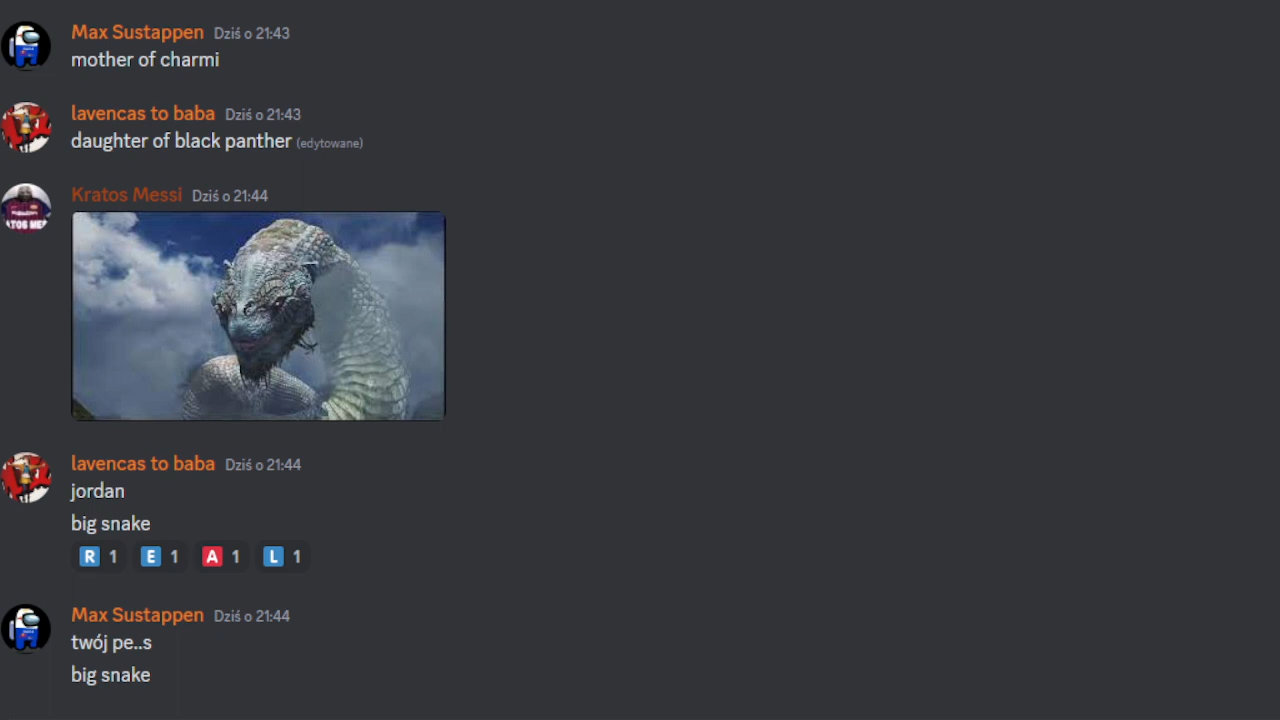 Max Sustappen Dziś o 21:43
mother of charmi
lavencas to baba Dziś o 21:43
daughter of black panther (edytowane)
Kratos Messi Dziś o 21:44
lavencas to baba Dziś o 21:44
jordan
big snake
R 1 E 1 A 1 L 1
Max Sustappen Dziś o 21:44
twój pe..s
big snake